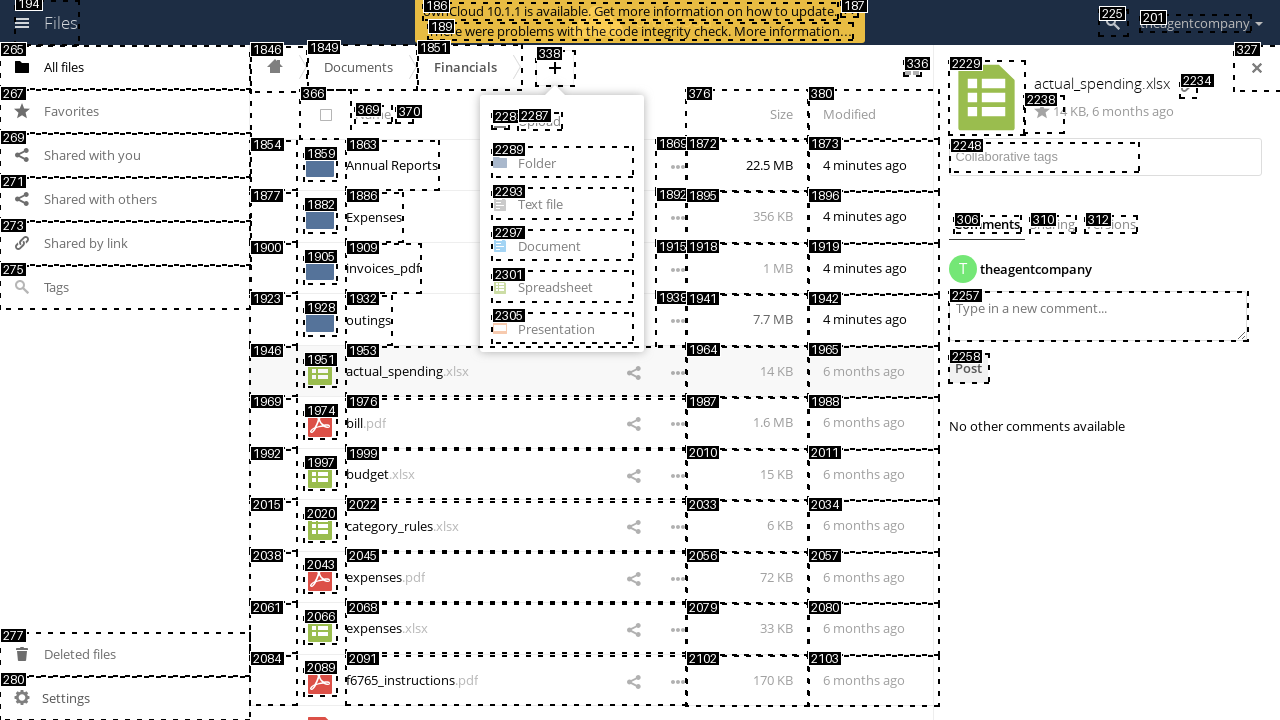 194
Files
186
ownCloud 10.1.1 is available. Get more information on how to update.
187
189
There were problems with the code integrity check. More information…
225
201
theagentcompany
265
All files
267
Favorites
269
Shared with you
271
Shared with others
273
Shared by link
275
Tags
277
Deleted files
280
Settings
1846
1849
Documents
1851
Financials
338
+
336
327
366
369
Name
370
376
Size
380
Modified
228
2287
Upload
2289
Folder
2293
Text file
2297
Document
2301
Spreadsheet
2305
Presentation
1854
1859
1863
Annual Reports
1869
1872
22.5 MB
1873
4 minutes ago
1877
1882
1886
Expenses
1892
1895
356 KB
1896
4 minutes ago
1900
1905
1909
Invoices_pdf
1915
1918
1 MB
1919
4 minutes ago
1923
1928
1932
outings
1938
1941
7.7 MB
1942
4 minutes ago
1946
1951
1953
actual_spending.xlsx
1964
14 KB
1965
6 months ago
1969
1974
1976
bill.pdf
1987
1.6 MB
1988
6 months ago
1992
1997
1999
budget.xlsx
2010
15 KB
2011
6 months ago
2015
2020
2022
category_rules.xlsx
2033
6 KB
2034
6 months ago
2038
2043
2045
expenses.pdf
2056
72 KB
2057
6 months ago
2061
2066
2068
expenses.xlsx
2079
33 KB
2080
6 months ago
2084
2089
2091
f6765_instructions.pdf
2102
170 KB
2103
6 months ago
2229
actual_spending.xlsx
2234
2238
14 KB, 6 months ago
2248
Collaborative tags
306
Comments
310
Sharing
312
Versions
T
theagentcompany
2257
Type in a new comment...
2258
Post
No other comments available